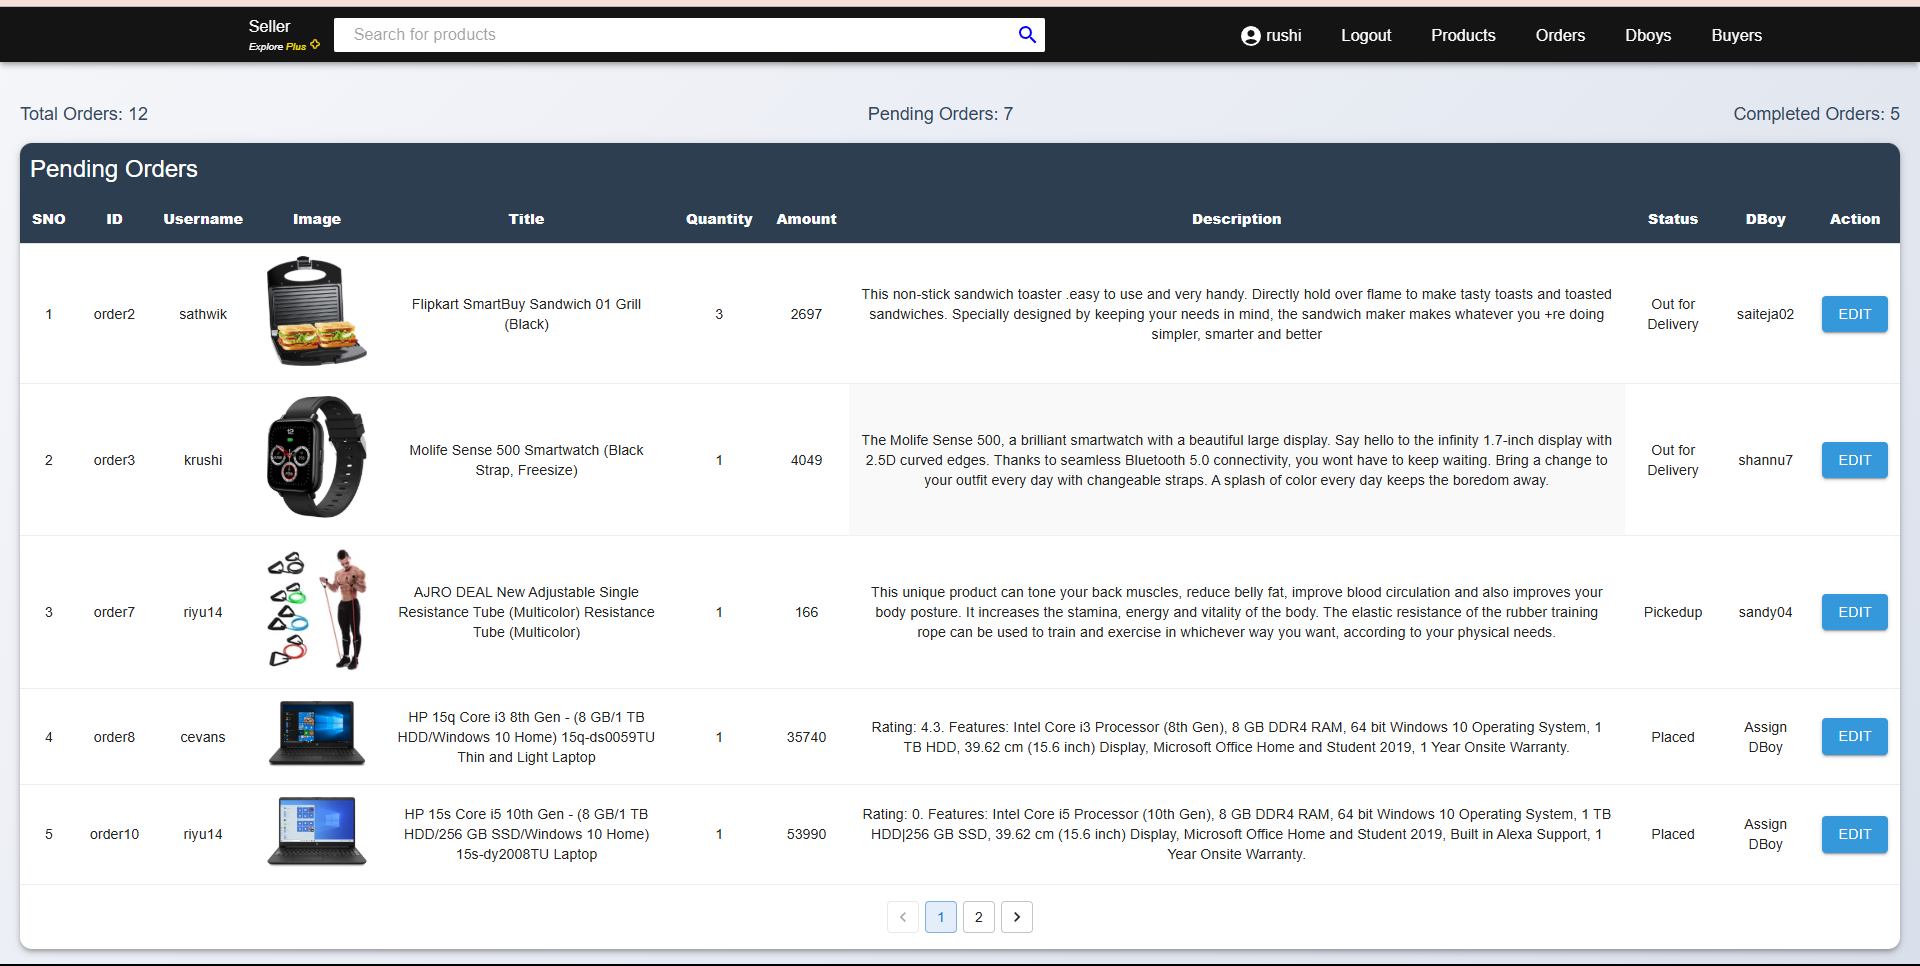 Seller
Explore Plus
Search for products
rushi
Logout
Products
Orders
Dboys
Buyers
Total Orders: 12
Pending Orders: 7
Completed Orders: 5
Pending Orders
SNO ID Username Image Title Quantity Amount Description Status DBoy Action
1
order2
sathwik
Flipkart SmartBuy Sandwich 01 Grill
(Black)
3
2697
This non-stick sandwich toaster .easy to use and very handy. Directly hold over flame to make tasty toasts and toasted
sandwiches. Specially designed by keeping your needs in mind, the sandwich maker makes whatever you +re doing
simpler, smarter and better
Out for
Delivery
saiteja02
EDIT
2
order3
krushi
Molife Sense 500 Smartwatch (Black
Strap, Freesize)
1
4049
The Molife Sense 500, a brilliant smartwatch with a beautiful large display. Say hello to the infinity 1.7-inch display with
2.5D curved edges. Thanks to seamless Bluetooth 5.0 connectivity, you wont have to keep waiting. Bring a change to
your outfit every day with changeable straps. A splash of color every day keeps the boredom away.
Out for
Delivery
shannu7
EDIT
3
order7
riyu14
AJRO DEAL New Adjustable Single
Resistance Tube (Multicolor) Resistance
Tube (Multicolor)
1
166
This unique product can tone your back muscles, reduce belly fat, improve blood circulation and also improves your
body posture. It increases the stamina, energy and vitality of the body. The elastic resistance of the rubber training
rope can be used to train and exercise in whichever way you want, according to your physical needs.
Pickedup
sandy04
EDIT
4
order8
cevans
HP 15q Core i3 8th Gen - (8 GB/1 TB
HDD/Windows 10 Home) 15q-ds0059TU
Thin and Light Laptop
1
35740
Rating: 4.3. Features: Intel Core i3 Processor (8th Gen), 8 GB DDR4 RAM, 64 bit Windows 10 Operating System, 1
TB HDD, 39.62 cm (15.6 inch) Display, Microsoft Office Home and Student 2019, 1 Year Onsite Warranty.
Placed
Assign
DBoy
EDIT
5
order10
riyu14
HP 15s Core i5 10th Gen - (8 GB/1 TB
HDD/256 GB SSD/Windows 10 Home)
15s-dy2008TU Laptop
1
53990
Rating: 0. Features: Intel Core i5 Processor (10th Gen), 8 GB DDR4 RAM, 64 bit Windows 10 Operating System, 1 TB
HDD|256 GB SSD, 39.62 cm (15.6 inch) Display, Microsoft Office Home and Student 2019, Built in Alexa Support, 1
Year Onsite Warranty.
Placed
Assign
DBoy
EDIT
1
2